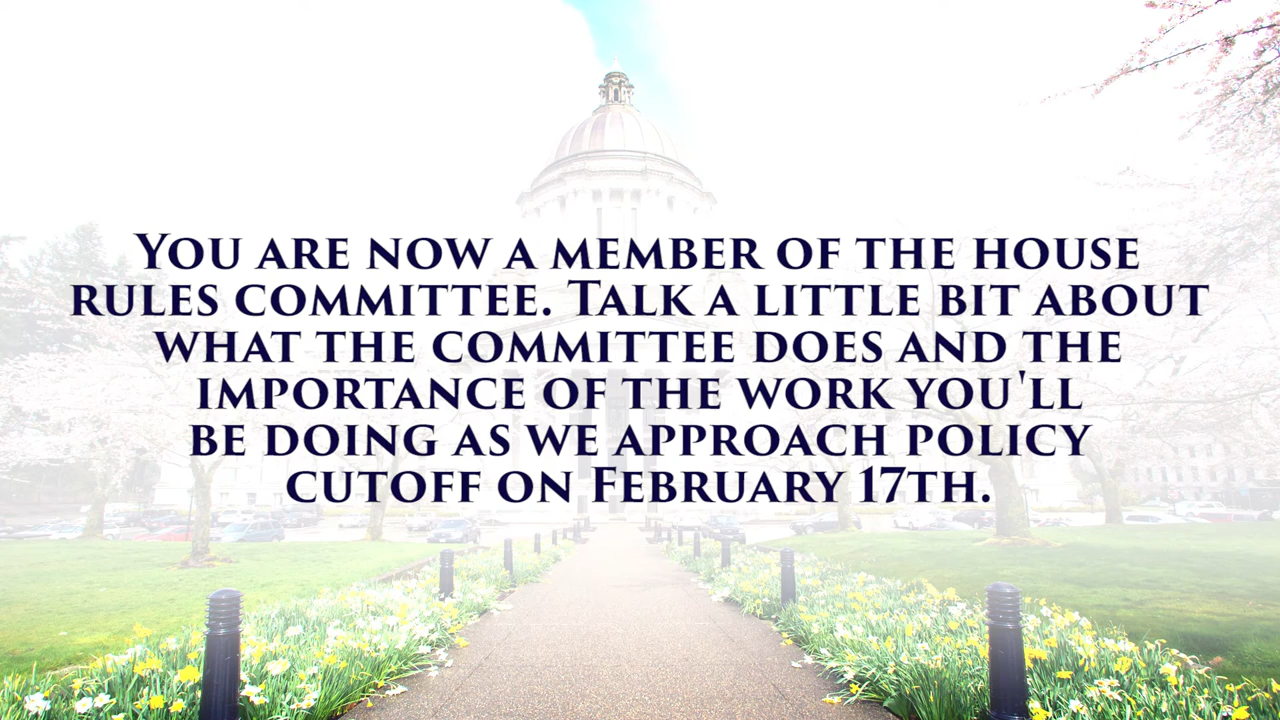 You are now a member of the house
rules committee. Talk a little bit about
what the committee does and the
importance of the work you'll
be doing as we approach policy
cutoff on February 17th.